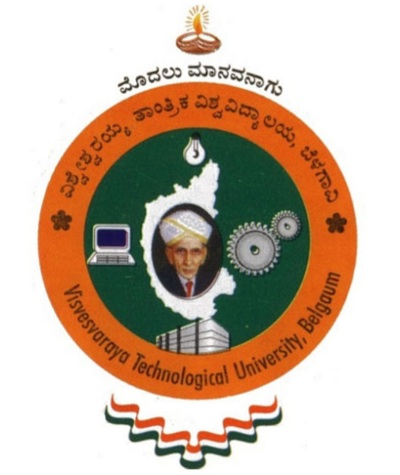 ಮೊದಲು ಮಾನವನಾಗು
ವಿಶ್ವೇಶ್ವರಯ್ಯ ತಾಂತ್ರಿಕ ವಿಶ್ವವಿದ್ಯಾಲಯ, ಬೆಳಗಾವಿ
Visvesvaraya Technological University, Belgaum